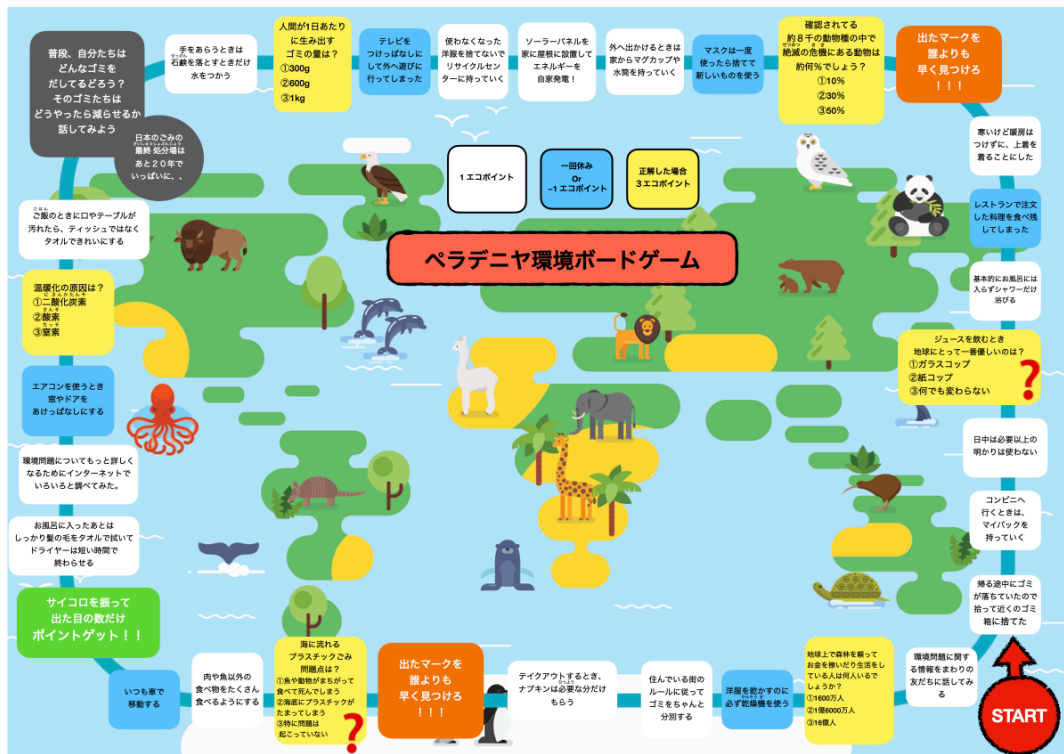 普段、自分たちは
どんなゴミを
だしてるどろう？
そのゴミたちは
どうやったら減らせるか
話してみよう
日本のごみの
さいしゅうしょぶんじょう
最終 処分場は
あと２０年で
いっぱいに、、
手をあらうときは
せっけん
石鹸を落とすときだけ
水をつかう
人間が1日あたり
に生み出す
ゴミの量は？
①300g
②600g
③1kg
テレビを
つけっぱなしに
して外へ遊びに
行ってしまった
使わなくなった
洋服を捨てないで
リサイクルセン
ターに持っていく
ソーラーパネルを
家に屋根に設置して
エネルギーを
自家発電！
外へ出かけるときは
家からマグカップや
水筒を持っていく
マスクは一度
使ったら捨てて
新しいものを使う
確認されてる
約８千の動物種の中で
ぜつめつ き き
絶滅の危機にある動物は
約何％でしょう？
①10%
②30%
③50%
出たマークを
誰よりも
早く見つけろ
！！！
寒いけど暖房は
つけずに、上着を
着ることにした
レストランで注文
した料理を食べ残
してしまった
基本的にお風呂には
入らずシャワーだけ
浴びる
ジュースを飲むとき
地球にとって一番優しいのは？
①ガラスコップ
②紙コップ
③何でも変わらない
?
日中は必要以上の
明かりは使わない
コンビニへ
行くときは、
マイバックを
持っていく
帰る途中にゴミ
が落ちていたので
拾って近くのゴミ
箱に捨てた
START
環境問題に関す
る情報をまわりの
友だちに話してみ
る
地球上で森林を頼って
お金を稼いだり生活をし
ている人は何人いるで
しょうか？
①1600万人
②1億6000万人
③16億人
洋服を乾かすのに
かんそう き
必ず乾燥機を使う
住んでいる街の
ルールに従って
ゴミをちゃんと
分別する
テイクアウトするとき、
ひつよう
ナプキンは必要な分だけ
もらう
出たマークを
誰よりも
早く見つけろ
！！！
海に流れる
プラスチックごみ
問題点は？
①魚や動物がまちがって
食べて死んでしまう
②海底にプラスチックが
たまってしまう
③特に問題は
起こっていない
?
肉や魚以外の
食べ物をたくさん
食べるようにする
いつも車で
移動する
サイコロを振って
出た目の数だけ
ポイントゲット！！
お風呂に入ったあとは
しっかり髪の毛をタオルで拭いて
ドライヤーは短い時間で
終わらせる
環境問題についてもっと詳しく
なるためにインターネットで
いろいろと調べてみた。
エアコンを使うとき
窓やドアを
あけっぱなしにする
温暖化の原因は？
に さんかたんそ
①二酸化炭素
さんそ
②酸素
ちっそ
③窒素
ごはん
ご飯のときに口やテーブルが
汚れたら、ティッシュではなく
タオルできれいにする
1 エコポイント
一回休み
Or
−1 エコポイント
正解した場合
3 エコポイント
ペラデニヤ環境ボードゲーム